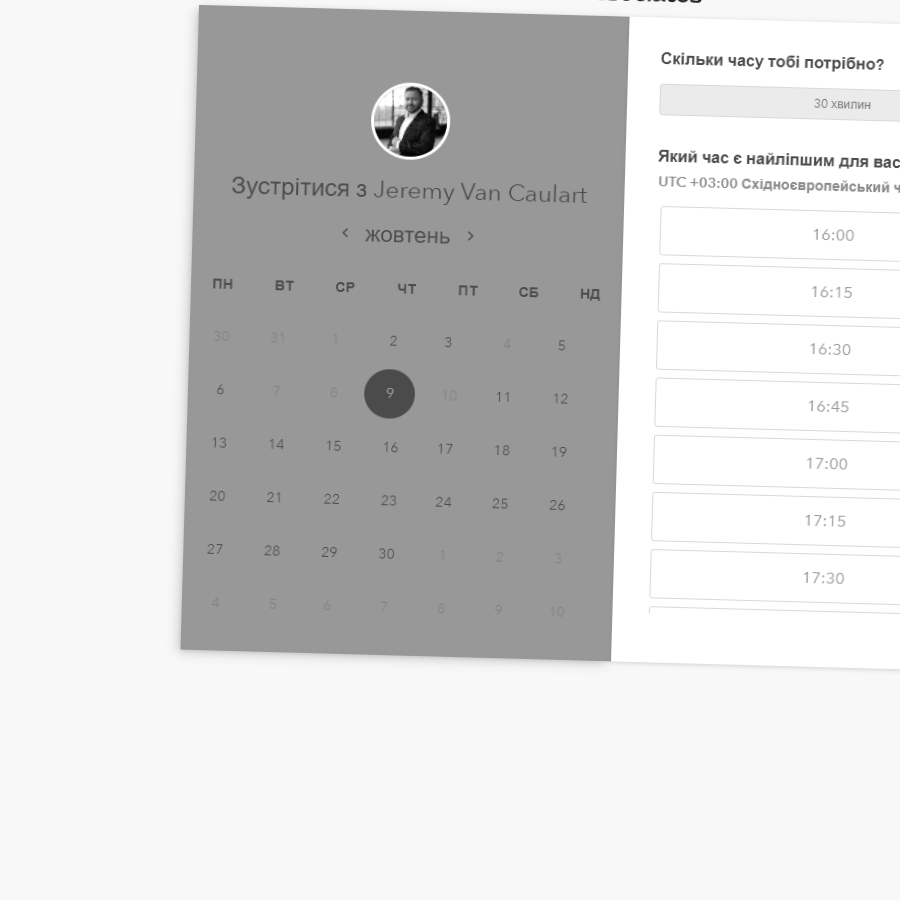 Зустрітися з Jeremy Van Caulart
жовтень
ПН ВТ СР ЧТ ПТ СБ НД
30 31 1 2 3 4 5
6 7 8 9 10 11 12
13 14 15 16 17 18 19
20 21 22 23 24 25 26
27 28 29 30 1 2 3
4 5 6 7 8 9 10
Скільки часу тобі потрібно?
30 хвилин
Який час є найліпшим для вас
UTC +03:00 Східноєвропейський
16:00
16:15
16:30
16:45
17:00
17:15
17:30